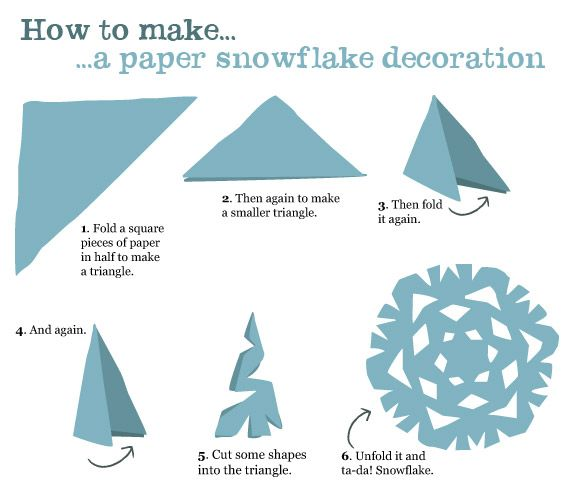 How to make...
...a paper snowflake decoration
1. Fold a square
pieces of paper
in half to make
a triangle.
2. Then again to make
a smaller triangle.
3. Then fold
it again.
4. And again.
5. Cut some shapes
into the triangle.
6. Unfold it and
ta-da! Snowflake.